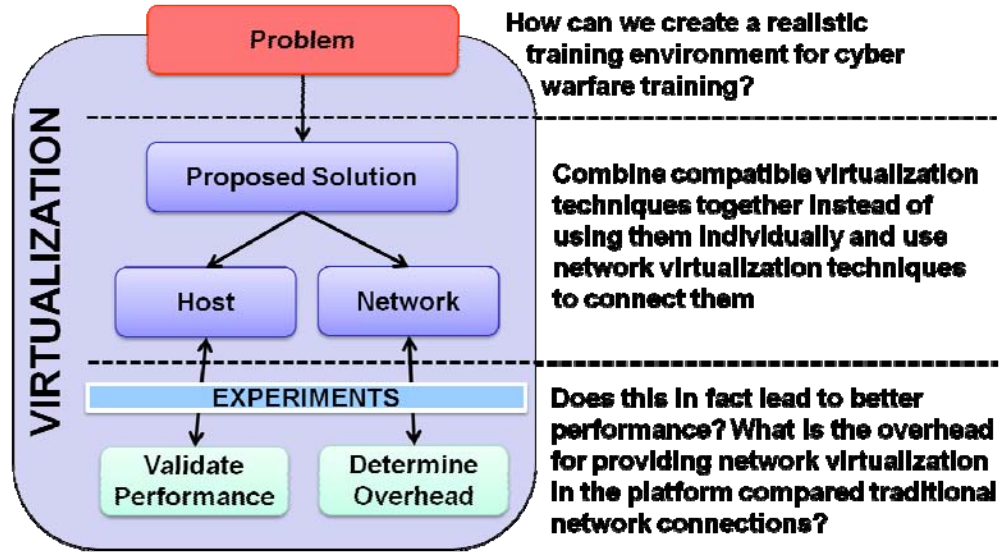 Problem
How can we create a realistic
training environment for cyber
warfare training?
VIRTUALIZATION
Proposed Solution
Combine compatible virtualization
techniques together instead of
using them individually and use
network virtualization techniques
to connect them
Host
Network
EXPERIMENTS
Validate
Performance
Determine
Overhead
Does this in fact lead to better
performance? What is the overhead
for providing network virtualization
in the platform compared traditional
network connections?